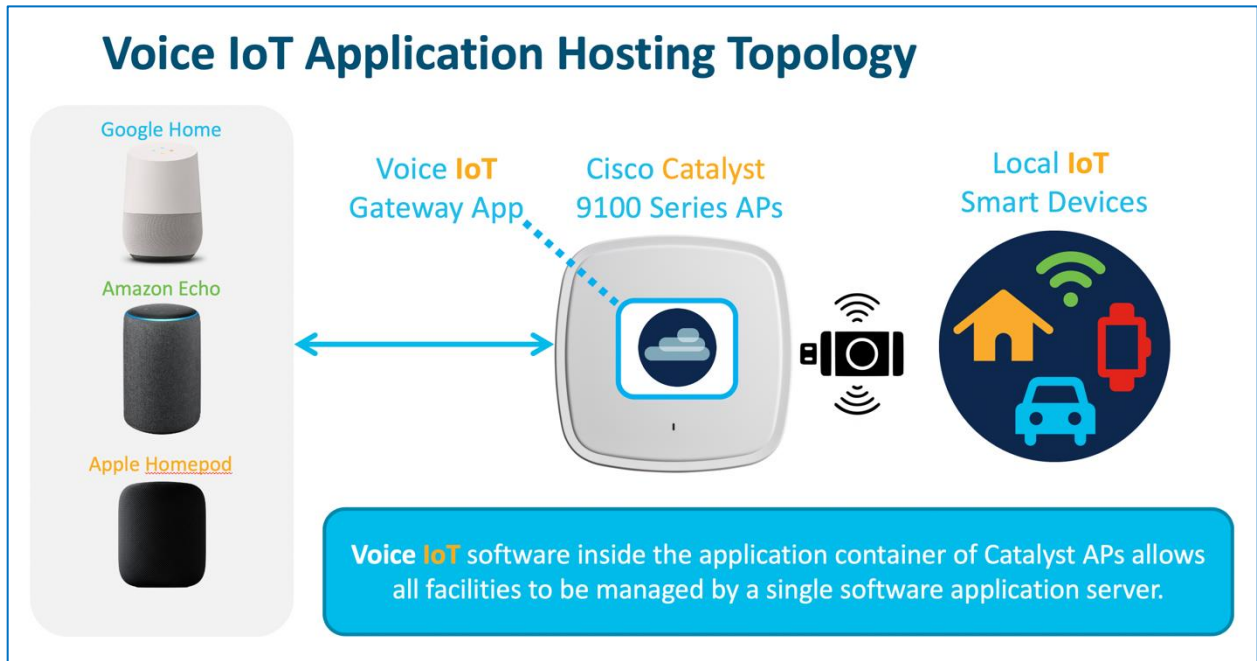 Voice IoT Application Hosting Topology
Google Home
Amazon Echo
Apple Homepod
Voice IoT
Gateway App
Cisco Catalyst
9100 Series APs
Local IoT
Smart Devices
Voice IoT software inside the application container of Catalyst APs allows
all facilities to be managed by a single software application server.